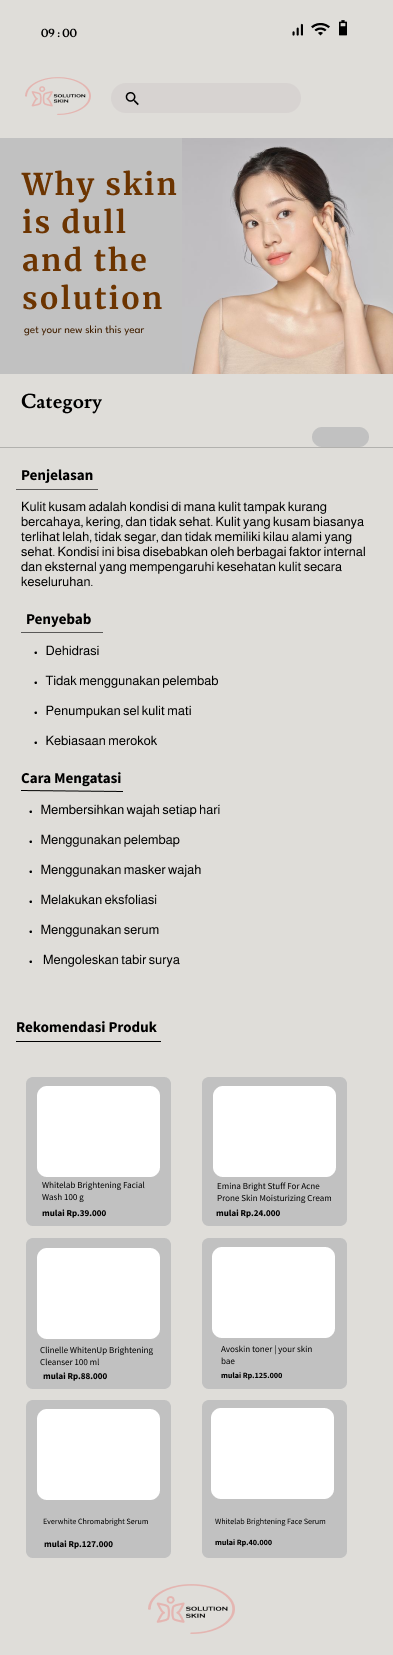 09 : 00
SOLUTION
SKIN
Why skin
is dull
and the
solution
get your new skin this year
Category
Penjelasan
Kulit kusam adalah kondisi di mana kulit tampak kurang
bercahaya, kering, dan tidak sehat. Kulit yang kusam biasanya
terlihat lelah, tidak segar, dan tidak memiliki kilau alami yang
sehat. Kondisi ini bisa disebabkan oleh berbagai faktor internal
dan eksternal yang mempengaruhi kesehatan kulit secara
keseluruhan.
Penyebab
• Dehidrasi
• Tidak menggunakan pelembab
• Penumpukan sel kulit mati
• Kebiasaan merokok
Cara Mengatasi
• Membersihkan wajah setiap hari
• Menggunakan pelembap
• Menggunakan masker wajah
• Melakukan eksfoliasi
• Menggunakan serum
• Mengoleskan tabir surya
Rekomendasi Produk
Whitelab Brightening Facial
Wash 100 g
mulai Rp.39.000
Emina Bright Stuff For Acne
Prone Skin Moisturizing Cream
mulai Rp.24.000
Clinelle WhitenUp Brightening
Cleanser 100 ml
mulai Rp.88.000
Avoskin toner | your skin
bae
mulai Rp.125.000
Everwhite Chromabright Serum
mulai Rp.127.000
Whitelab Brightening Face Serum
mulai Rp.40.000
SOLUTION
SKIN